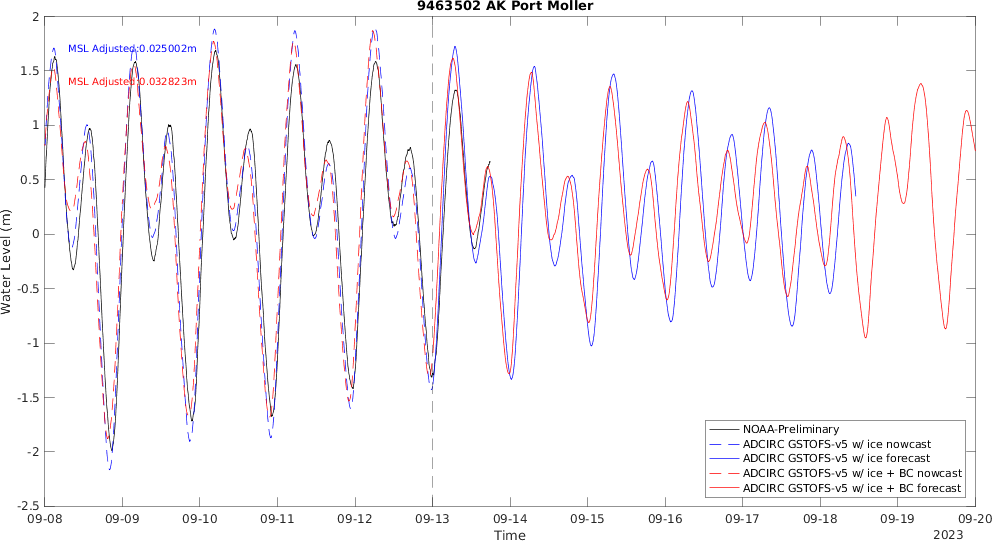 9463502 AK Port Moller
MSL Adjusted:0.025002m
MSL Adjusted:0.032823m
Water Level (m)
2
1.5
1
0.5
0
-0.5
-1
-1.5
-2
-2.5
NOAA-Preliminary
ADCIRC GSTOFS-v5 w/ ice nowcast
ADCIRC GSTOFS-v5 w/ ice forecast
ADCIRC GSTOFS-v5 w/ ice + BC nowcast
ADCIRC GSTOFS-v5 w/ ice + BC forecast
09-08 09-09 09-10 09-11 09-12 09-13 09-14 09-15 09-16 09-17 09-18 09-19 09-20
Time
2023